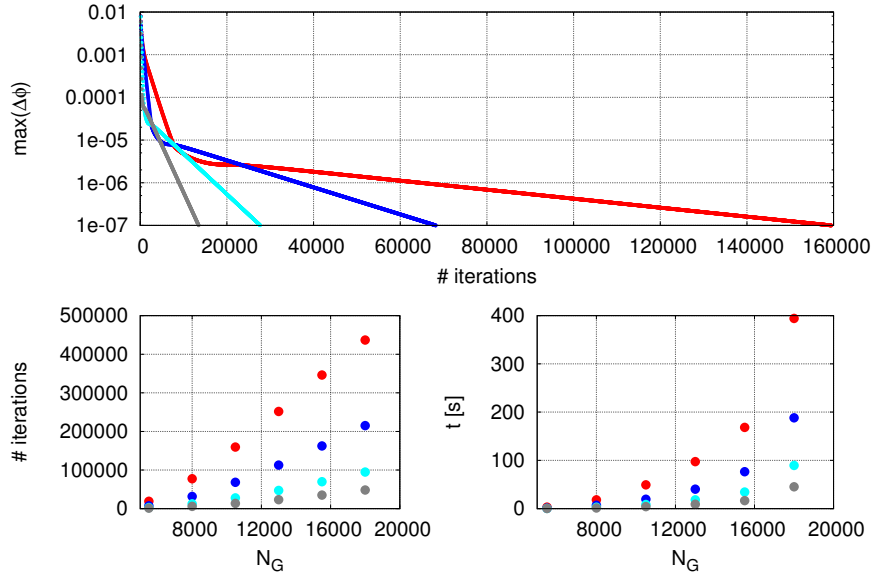 0.01
0.001
0.0001
1e-05
1e-06
1e-07
max(Δϕ)
0 20000 40000 60000 80000 100000 120000 140000 160000
# iterations
500000
400000
300000
200000
100000
0
# iterations
8000 12000 16000 20000
N_G
400
300
200
100
0
t [s]
8000 12000 16000 20000
N_G